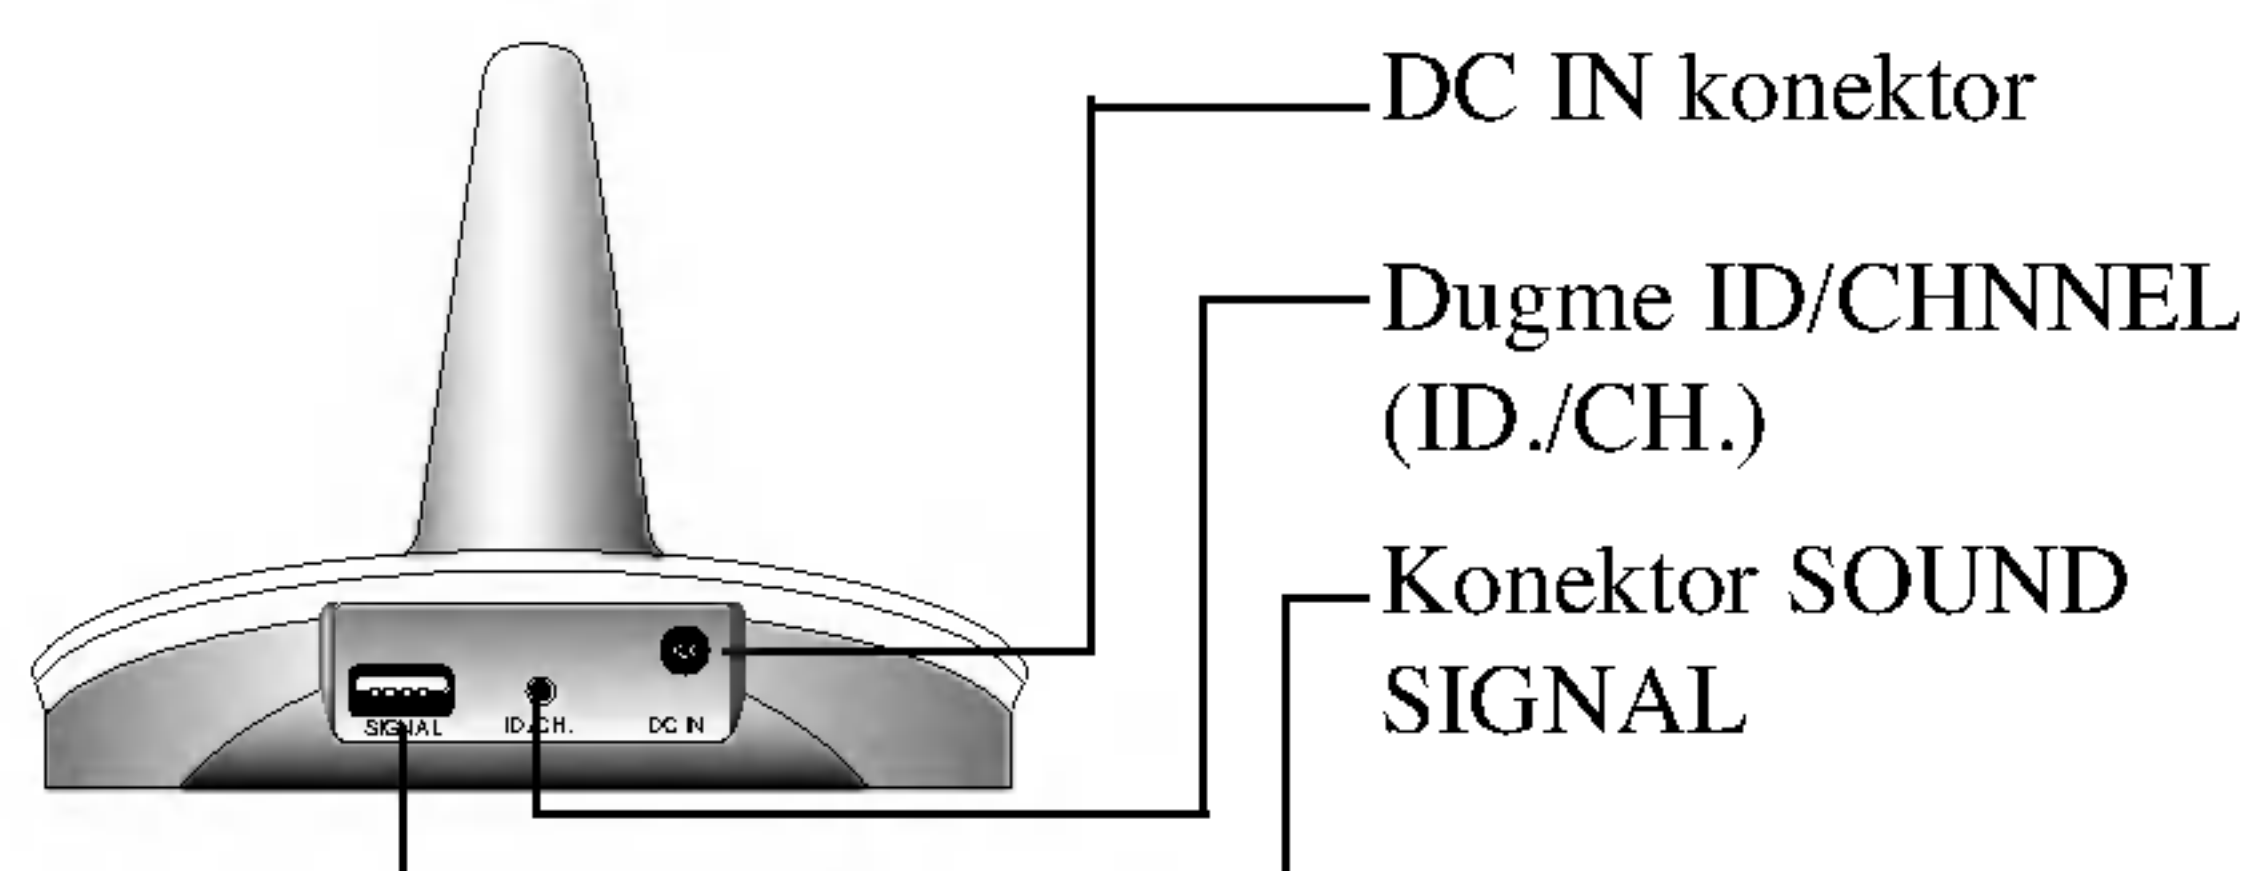 DC IN konektor
Dugme ID/CHNNEL
(ID./CH.)
Konektor SOUND
SIGNAL
SIGNAL
ID./CH.
DC IN